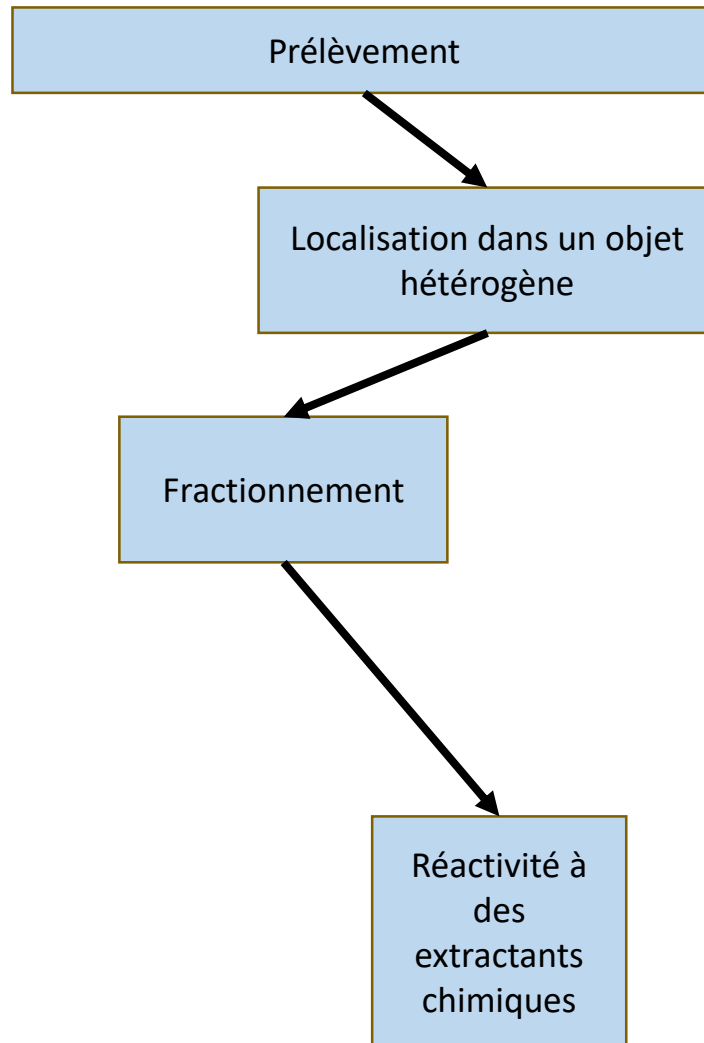 Prélèvement
Localisation dans un objet
hétérogène
Fractionnement
Réactivité à
des
extractants
chimiques